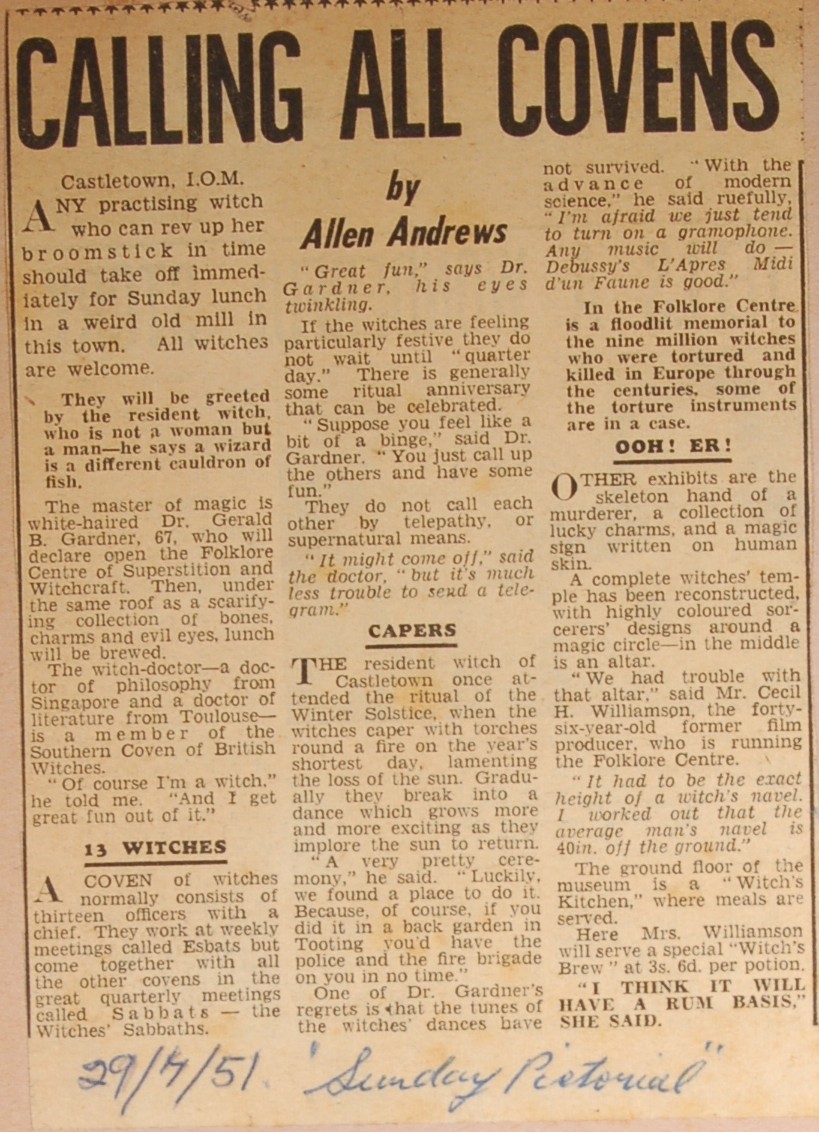 CALLING ALL COVENS
Castletown, I.O.M.
ANY practising witch
who can rev up her
broomstick in time
should take off immed-
iately for Sunday lunch
in a weird old mill in
this town. All witches
are welcome.
They will be greeted
by the resident witch,
who is not a woman but
a man—he says a wizard
is a different cauldron of
fish.
The master of magic is
white-haired Dr. Gerald
B. Gardner, 67, who will
declare open the Folklore
Centre of Superstition and
Witchcraft. Then, under
the same roof as a scarify-
ing collection of bones,
charms and evil eyes, lunch
will be brewed.
The witch-doctor—a doc-
tor of philosophy from
Singapore and a doctor of
literature from Toulouse—
is a member of the
Southern Coven of British
Witches.
"Of course I'm a witch,"
he told me. "And I get
great fun out of it."
13 WITCHES
A COVEN of witches
normally consists of
thirteen officers with a
chief. They work at weekly
meetings called Esbats but
come together with all
the other covens in the
great quarterly meetings
called Sabbats — the
Witches' Sabbaths.
by
Allen Andrews
"Great fun," says Dr.
Gardner, his eyes
twinkling.
If the witches are feeling
particularly festive they do
not wait until "quarter
day." There is generally
some ritual anniversary
that can be celebrated.
"Suppose you feel like a
bit of a binge," said Dr.
Gardner. "You just call up
the others and have some
fun."
They do not call each
other by telepathy, or
supernatural means.
"It might come off," said
the doctor, "but it's much
less trouble to send a tele-
gram."
CAPERS
THE resident witch of
Castletown once at-
tended the ritual of the
Winter Solstice, when the
witches caper with torches
round a fire on the year's
shortest day, lamenting
the loss of the sun. Gradu-
ally they break into a
dance which grows more
and more exciting as they
implore the sun to return.
"A very pretty cere-
mony," he said. "Luckily,
we found a place to do it.
Because, of course, if you
did it in a back garden in
Tooting you'd have the
police and the fire brigade
on you in no time."
One of Dr. Gardner's
regrets is that the tunes of
the witches' dances have
not survived. "With the
advance of modern
science," he said ruefully,
"I'm afraid we just tend
to turn on a gramophone.
Any music will do —
Debussy's L'Apres Midi
d'un Faune is good."
In the Folklore Centre
is a floodlit memorial to
the nine million witches
who were tortured and
killed in Europe through
the centuries, some of
the torture instruments
are in a case.
OOH! ER!
OTHER exhibits are the
skeleton hand of a
murderer, a collection of
lucky charms, and a magic
sign written on human
skin.
A complete witches' tem-
ple has been reconstructed,
with highly coloured sor-
cerers' designs around a
magic circle—in the middle
is an altar.
"We had trouble with
that altar," said Mr. Cecil
H. Williamson, the forty-
six-year-old former film
producer, who is running
the Folklore Centre.
"It had to be the exact
height of a witch's navel.
I worked out that the
average man's navel is
40in. off the ground."
The ground floor of the
museum is a "Witch's
Kitchen," where meals are
served.
Here Mrs. Williamson
will serve a special "Witch's
Brew" at 3s. 6d. per potion.
"I THINK IT WILL
HAVE A RUM BASIS,"
SHE SAID.
29/7/51. "Sunday Pictorial"